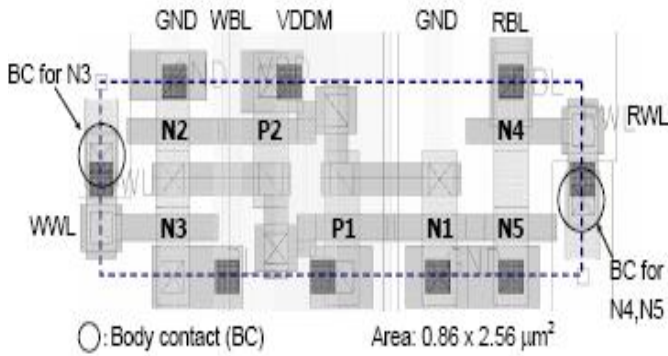 GND WBL VDDM GND RBL
BC for N3
N2 P2 N4 RWL
WWL N3 P1 N1 N5
BC for
N4,N5
: Body contact (BC) Area: 0.86 x 2.56 μm²